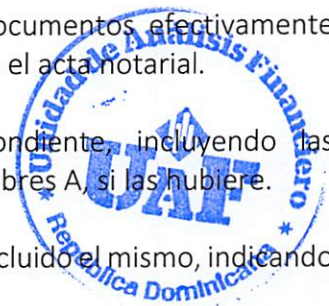 ocumentos efectivamente
el acta notarial.
ondiente, incluyendo las
bres A, si las hubiere.
cluido el mismo, indicando
Unidad de Análisis Financiero
UAF
República Dominicana